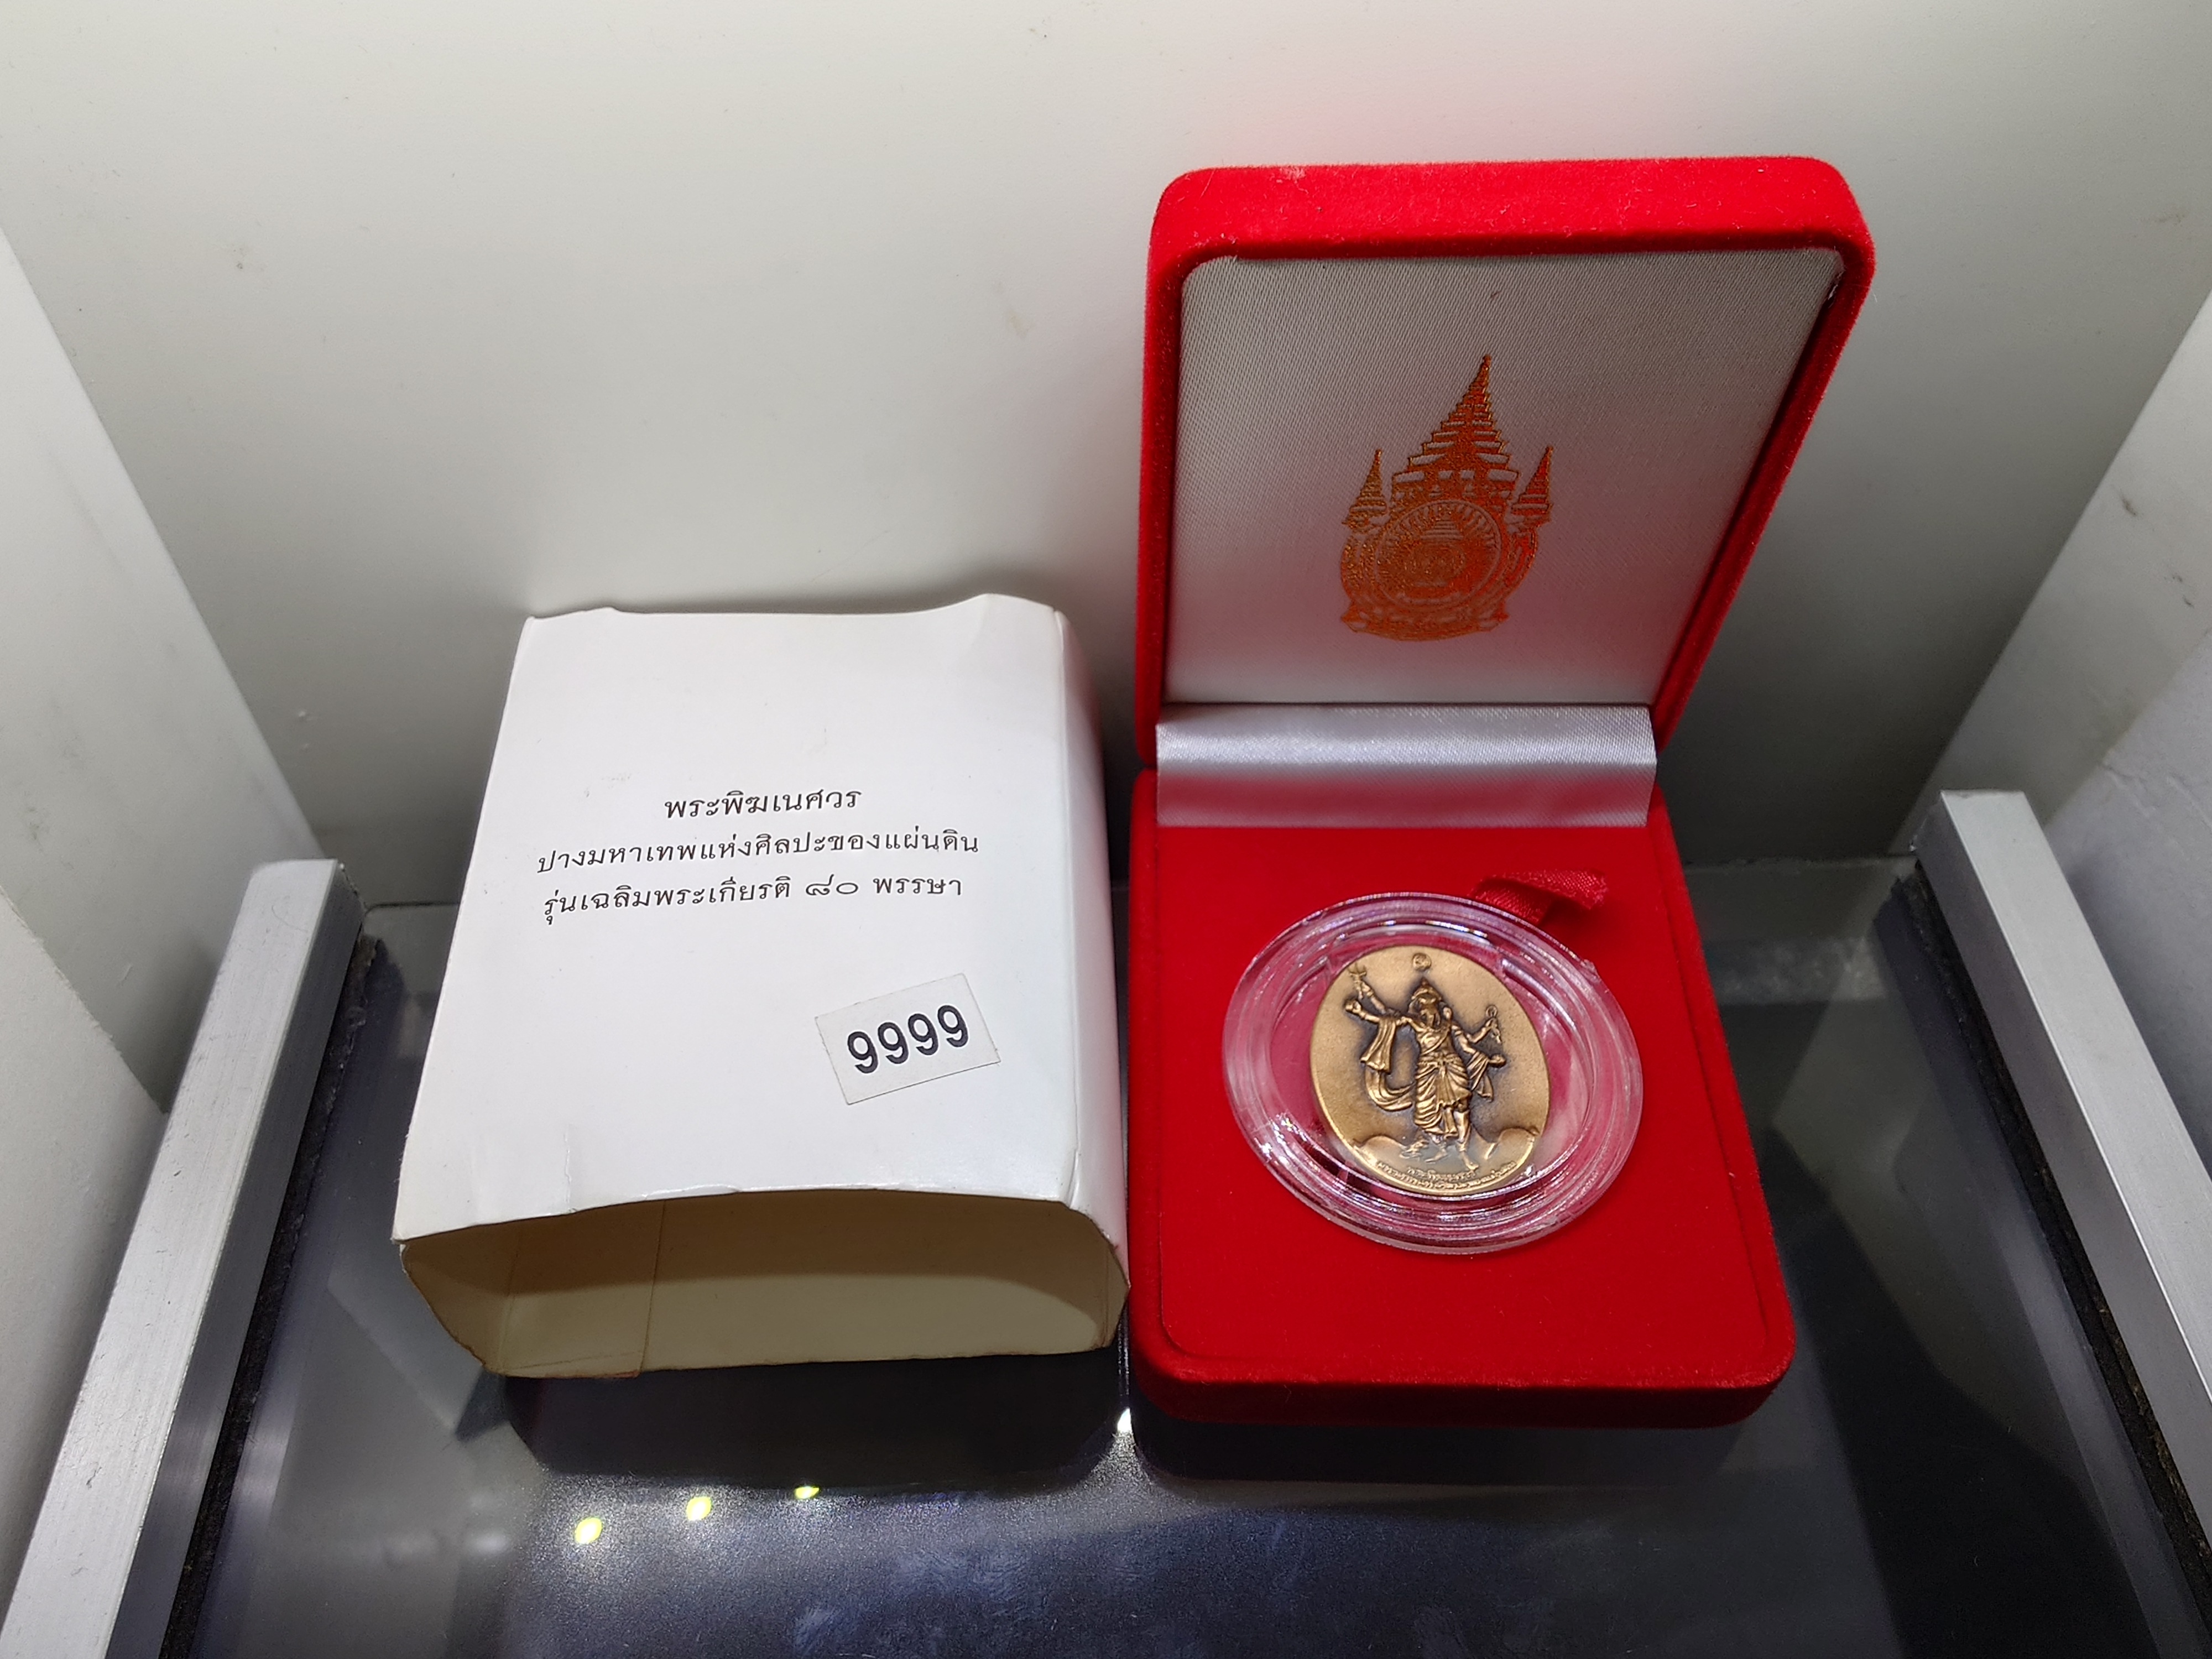 พระพิฆเนศวร
ปางมหาเทพแห่งศิลปะของแผ่นดิน
รุ่นเฉลิมพระเกียรติ ๘๐ พรรษา
9999